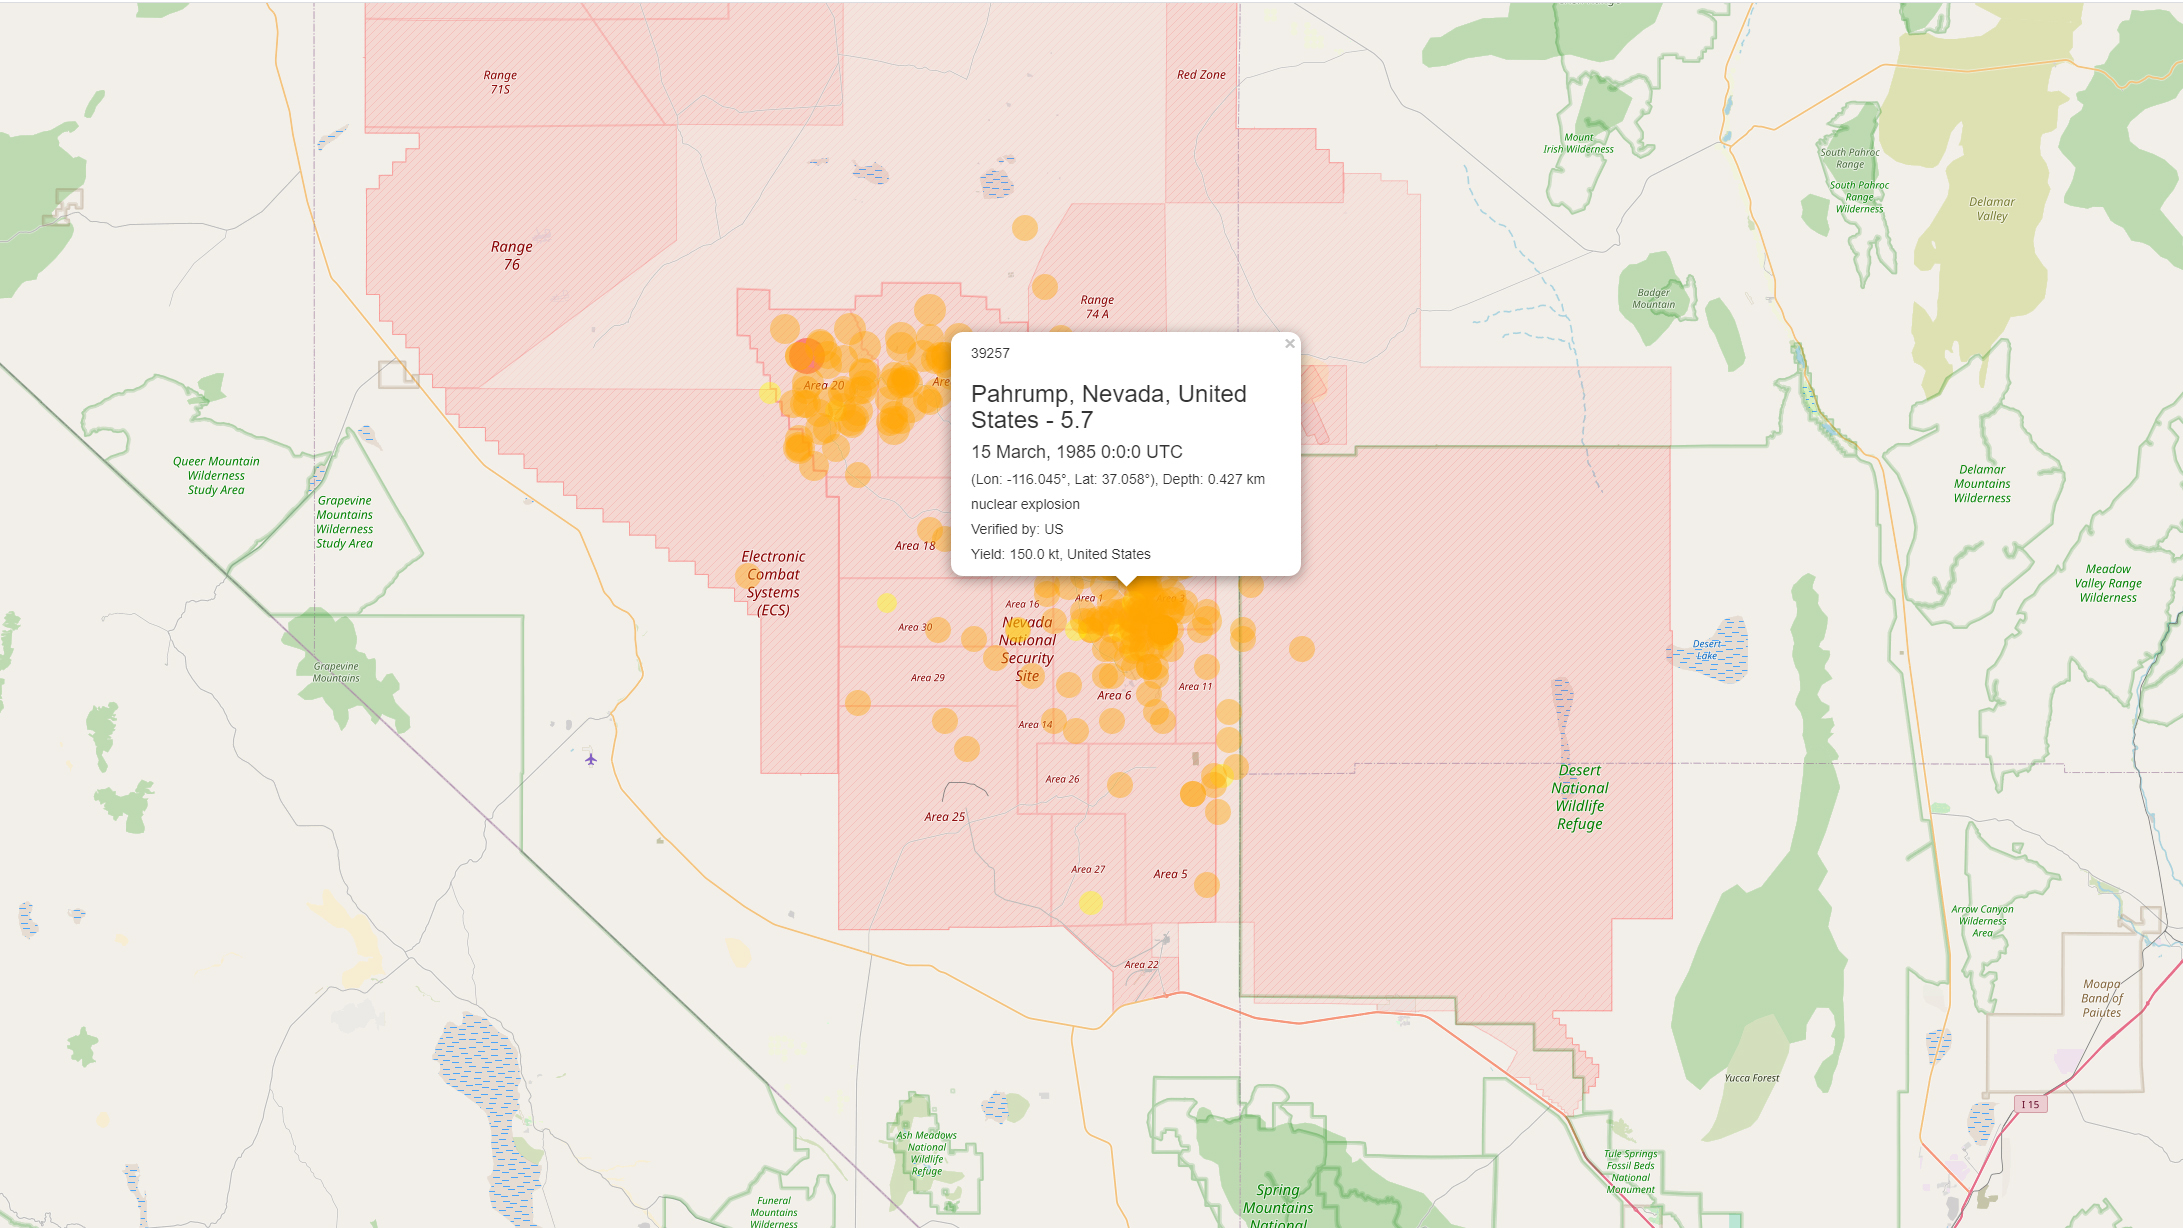 Range
71S
Red Zone
Mount
Irish Wilderness
South Pahroc
Range
South Pahroc
Range
Wilderness
Delamar
Valley
Range
76
Badger
Mountain
Range
74 A
39257
×
Pahrump, Nevada, United
States - 5.7
15 March, 1985 0:0:0 UTC
(Lon: -116.045°, Lat: 37.058°), Depth: 0.427 km
nuclear explosion
Verified by: US
Yield: 150.0 kt, United States
Area 20
Are
Queer Mountain
Wilderness
Study Area
Grapevine
Mountains
Wilderness
Study Area
Delamar
Mountains
Wilderness
Area 18
Electronic
Combat
Systems
(ECS)
Meadow
Valley Range
Wilderness
Area 16
Area 1
Area 3
Area 30
Nevada
National
Security
Site
Desert
Lake
Grapevine
Mountains
Area 29
Area 6
Area 11
Area 14
Area 26
Desert
National
Wildlife
Refuge
Area 25
Area 27
Area 5
Arrow Canyon
Wilderness
Area
Area 22
Moapa
Band of
Paiutes
Yucca Forest
I 15
Ash Meadows
National
Wildlife
Refuge
Tule Springs
Fossil Beds
National
Monument
Funeral
Mountains
Wilderness
Spring
Mountains
National